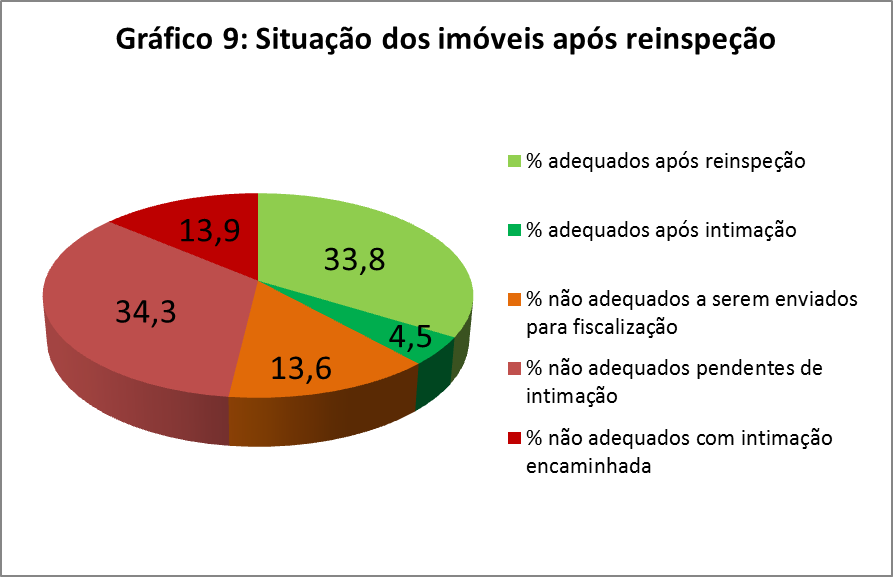 Gráfico 9: Situação dos imóveis após reinspeção
13,9
33,8
34,3
4,5
13,6
% adequados após reinspeção
% adequados após intimação
% não adequados a serem enviados
para fiscalização
% não adequados pendentes de
intimação
% não adequados com intimação
encaminhada